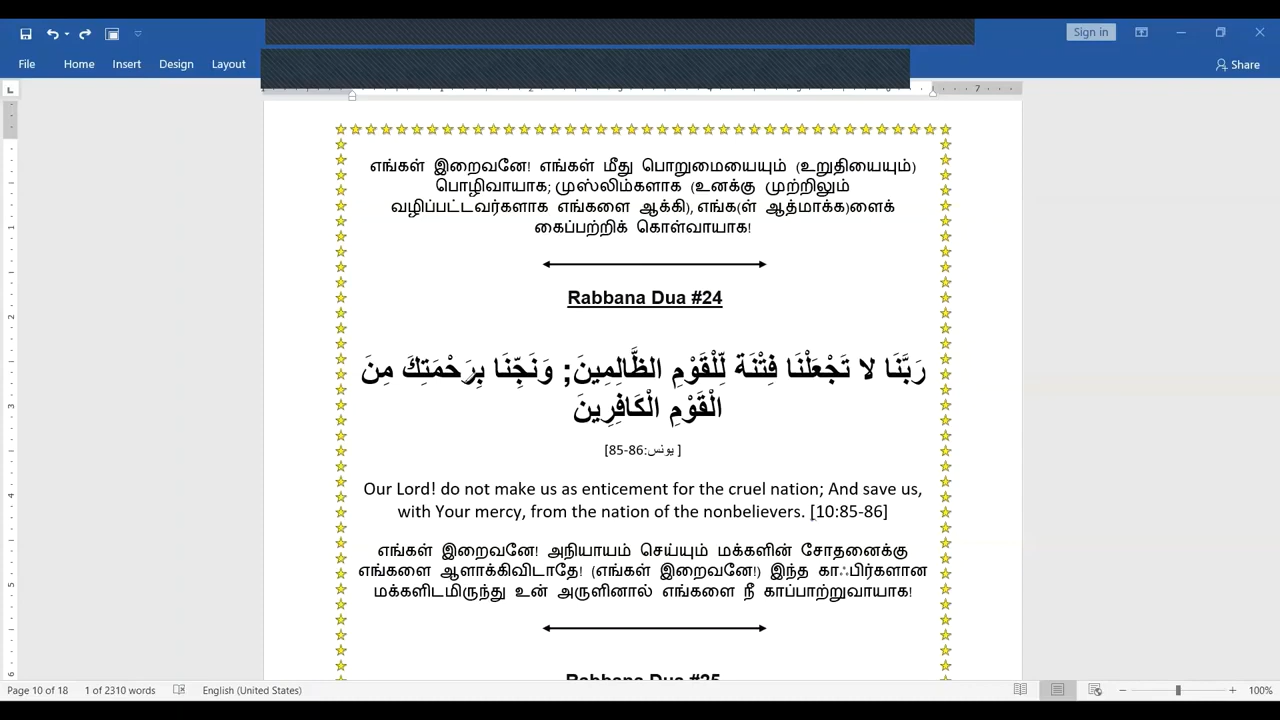 Sign in
File Home Insert Design Layout
Share
எங்கள் இறைவனே! எங்கள் மீது பொறுமையையும் (உறுதியையும்)
பொழிவாயாக; முஸ்லிம்களாக (உனக்கு முற்றிலும்
வழிப்பட்டவர்களாக எங்களை ஆக்கி), எங்க(ள் ஆத்மாக்க)ளைக்
கைப்பற்றிக் கொள்வாயாக!
Rabbana Dua #24
رَبَّنَا لا تَجْعَلْنَا فِتْنَة لِّلْقَوْمِ الظَّالِمِينَ; وَنَجِّنَا بِرَحْمَتِكَ مِنَ
الْقَوْمِ الْكَافِرِينَ
[يونس:86-85 ]
Our Lord! do not make us as enticement for the cruel nation; And save us,
with Your mercy, from the nation of the nonbelievers. [10:85-86]
எங்கள் இறைவனே! அநியாயம் செய்யும் மக்களின் சோதனைக்கு
எங்களை ஆளாக்கிவிடாதே! (எங்கள் இறைவனே!) இந்த காஃபிர்களான
மக்களிடமிருந்து உன் அருளினால் எங்களை நீ காப்பாற்றுவாயாக!
Rabbana Dua #25
Page 10 of 18 1 of 2310 words English (United States) 100%